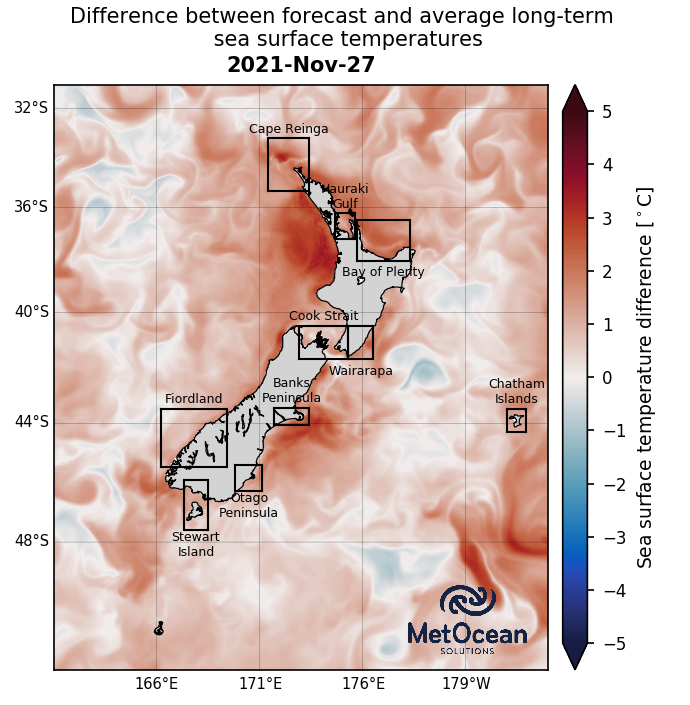 Difference between forecast and average long-term
sea surface temperatures
2021-Nov-27
32°S
36°S
40°S
44°S
48°S
166°E
171°E
176°E
179°W
Cape Reinga
Hauraki
Gulf
Bay of Plenty
Cook Strait
Wairarapa
Banks
Peninsula
Fiordland
Chatham
Islands
Otago
Peninsula
Stewart
Island
MetOcean
SOLUTIONS
5
4
3
2
1
0
−1
−2
−3
−4
−5
Sea surface temperature difference [°C]